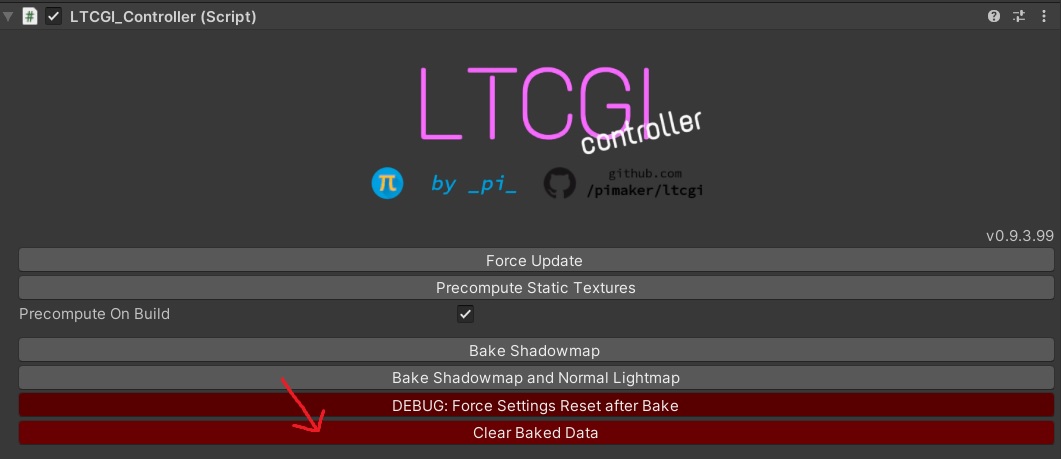 LTCGI_Controller (Script)
LTCGI
controller
π by _pi_
github.com
/pimaker/ltcgi
v0.9.3.99
Force Update
Precompute Static Textures
Precompute On Build
Bake Shadowmap
Bake Shadowmap and Normal Lightmap
DEBUG: Force Settings Reset after Bake
Clear Baked Data